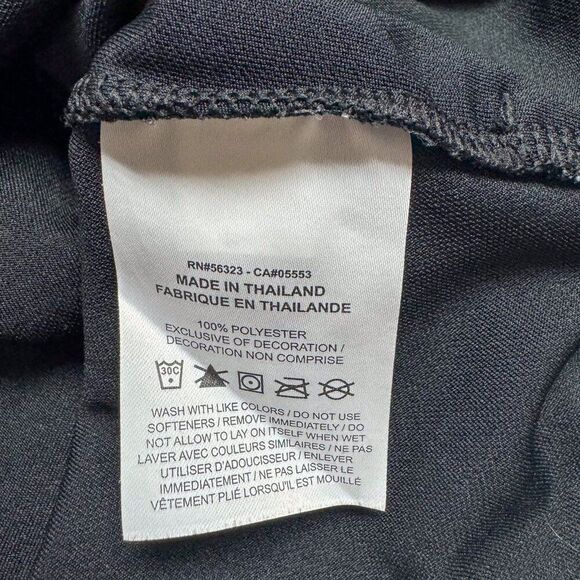 RN#56323 - CA#05553
MADE IN THAILAND
FABRIQUE EN THAILANDE
100% POLYESTER
EXCLUSIVE OF DECORATION /
DECORATION NON COMPRISE
30C
WASH WITH LIKE COLORS / DO NOT USE
SOFTENERS / REMOVE IMMEDIATELY / DO
NOT ALLOW TO LAY ON ITSELF WHEN WET
LAVER AVEC COULEURS SIMILAIRES / NE PAS
UTILISER D'ADOUCISSEUR / ENLEVER
IMMEDIATEMENT / NE PAS LAISSER LE
VÊTEMENT PLIÉ LORSQU'IL EST MOUILLÉ